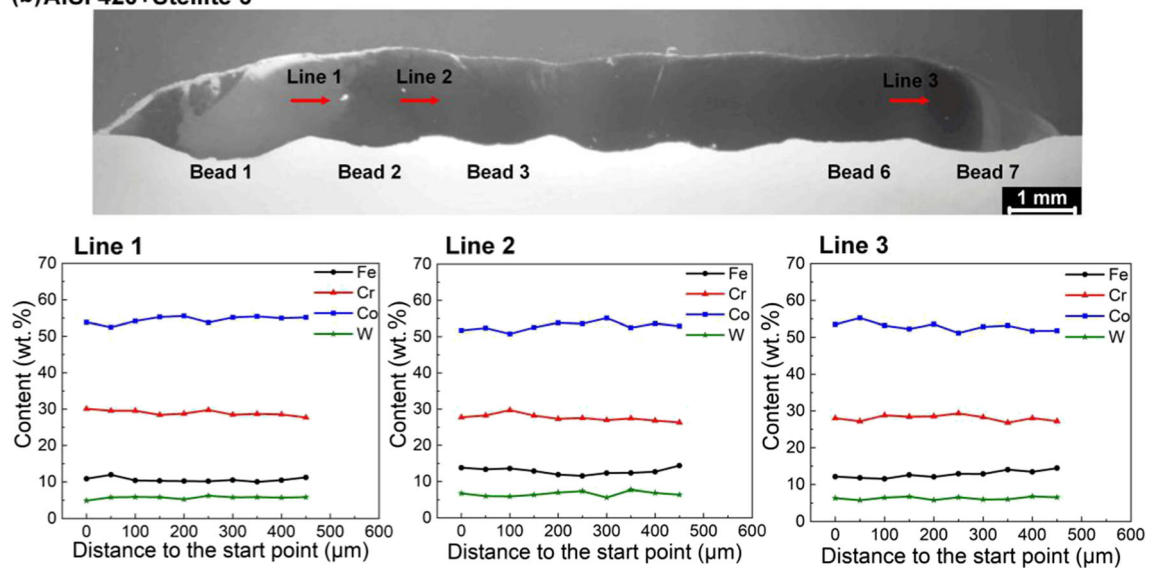 (b)AISI 420+Stellite 6
Line 1
Line 2
Line 3
Bead 1
Bead 2
Bead 3
Bead 6
Bead 7
1 mm
Line 1
70
60
50
40
30
20
10
0
Content (wt.%)
Fe
Cr
Co
W
0 100 200 300 400 500 600
Distance to the start point (μm)
Line 2
70
60
50
40
30
20
10
0
Content (wt.%)
Fe
Cr
Co
W
0 100 200 300 400 500 600
Distance to the start point (μm)
Line 3
70
60
50
40
30
20
10
0
Content (wt.%)
Fe
Cr
Co
W
0 100 200 300 400 500 600
Distance to the start point (μm)